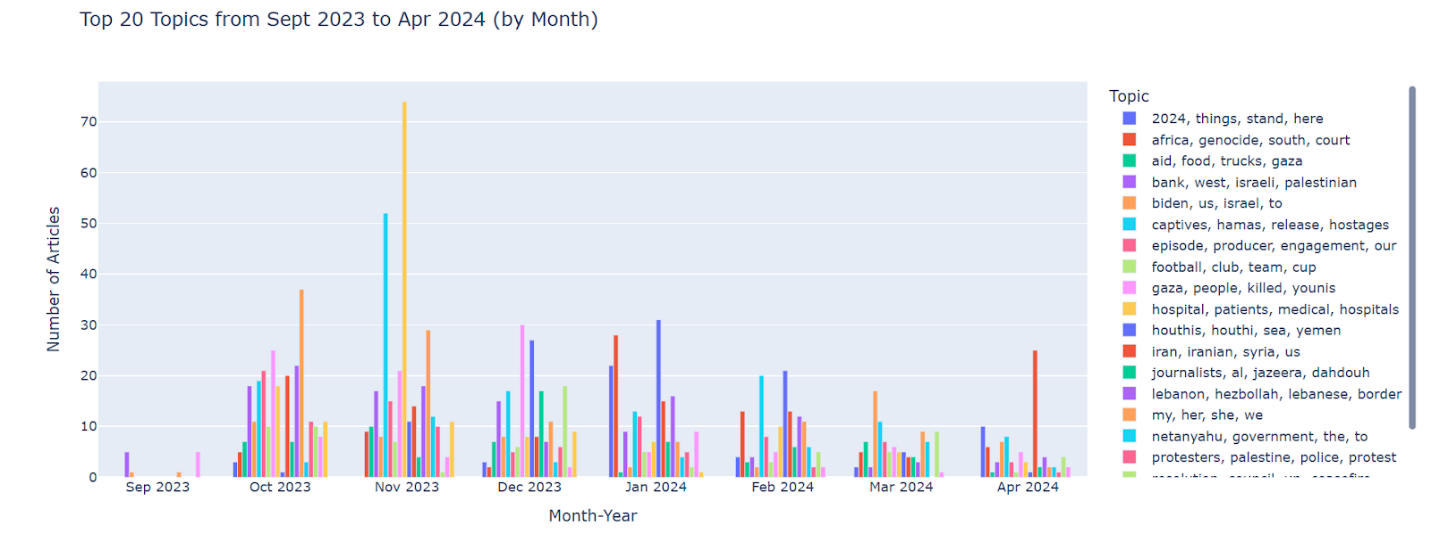 Top 20 Topics from Sept 2023 to Apr 2024 (by Month)
Number of Articles
70
60
50
40
30
20
10
0
Sep 2023
Oct 2023
Nov 2023
Dec 2023
Jan 2024
Feb 2024
Mar 2024
Apr 2024
Month-Year
Topic
2024, things, stand, here
africa, genocide, south, court
aid, food, trucks, gaza
bank, west, israeli, palestinian
biden, us, israel, to
captives, hamas, release, hostages
episode, producer, engagement, our
football, club, team, cup
gaza, people, killed, younis
hospital, patients, medical, hospitals
houthis, houthi, sea, yemen
iran, iranian, syria, us
journalists, al, jazeera, dahdouh
lebanon, hezbollah, lebanese, border
my, her, she, we
netanyahu, government, the, to
protesters, palestine, police, protest